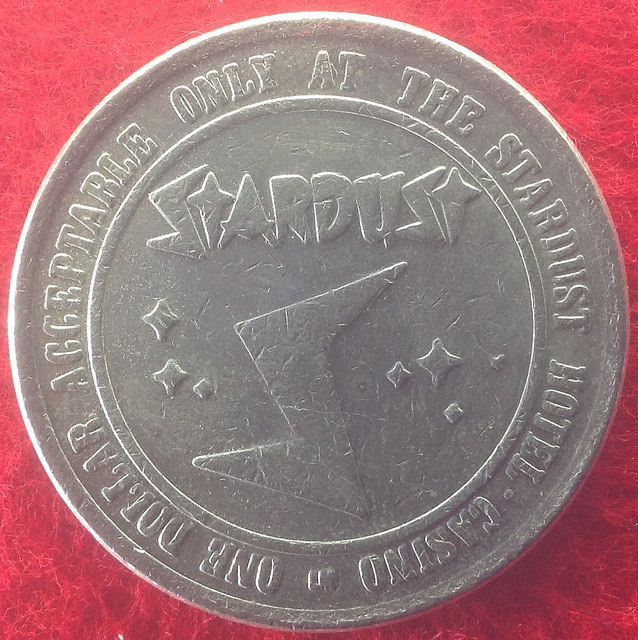 STARDUST
ONE DOLLAR ACCEPTABLE ONLY AT THE STARDUST HOTEL · CASINO